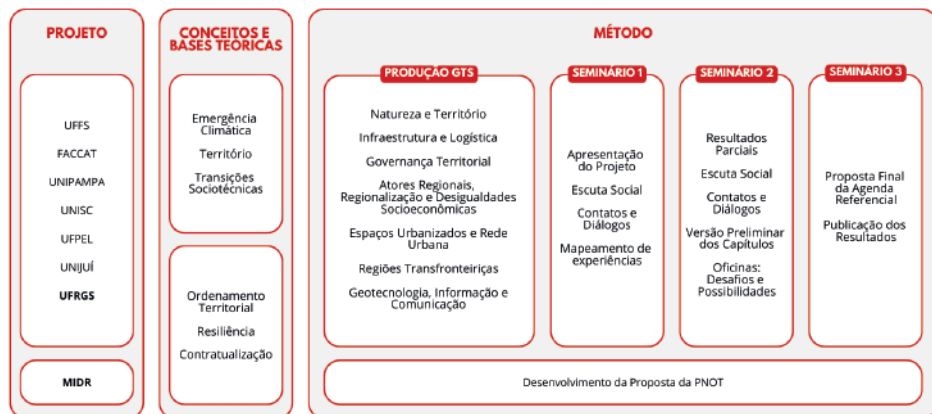 PROJETO
UFFS
FACCAT
UNIPAMPA
UNISC
UFPEL
UNIJUÍ
UFRGS
MIDR
CONCEITOS E
BASES TEÓRICAS
Emergência
Climática
Território
Transições
Sociotécnicas
Ordenamento
Territorial
Resiliência
Contratualização
MÉTODO
PRODUÇÃO GTS
Natureza e Território
Infraestrutura e Logística
Governança Territorial
Atores Regionais,
Regionalização e Desigualdades
Socioeconômicas
Espaços Urbanizados e Rede
Urbana
Regiões Transfronteiriças
Geotecnologia, Informação e
Comunicação
SEMINÁRIO 1
Apresentação
do Projeto
Escuta Social
Contatos e
Diálogos
Mapeamento de
experiências
SEMINÁRIO 2
Resultados
Parciais
Escuta Social
Contatos e
Diálogos
Versão Preliminar
dos Capítulos
Oficinas:
Desafios e
Possibilidades
SEMINÁRIO 3
Proposta Final
da Agenda
Referencial
Publicação dos
Resultados
Desenvolvimento da Proposta da PNOT